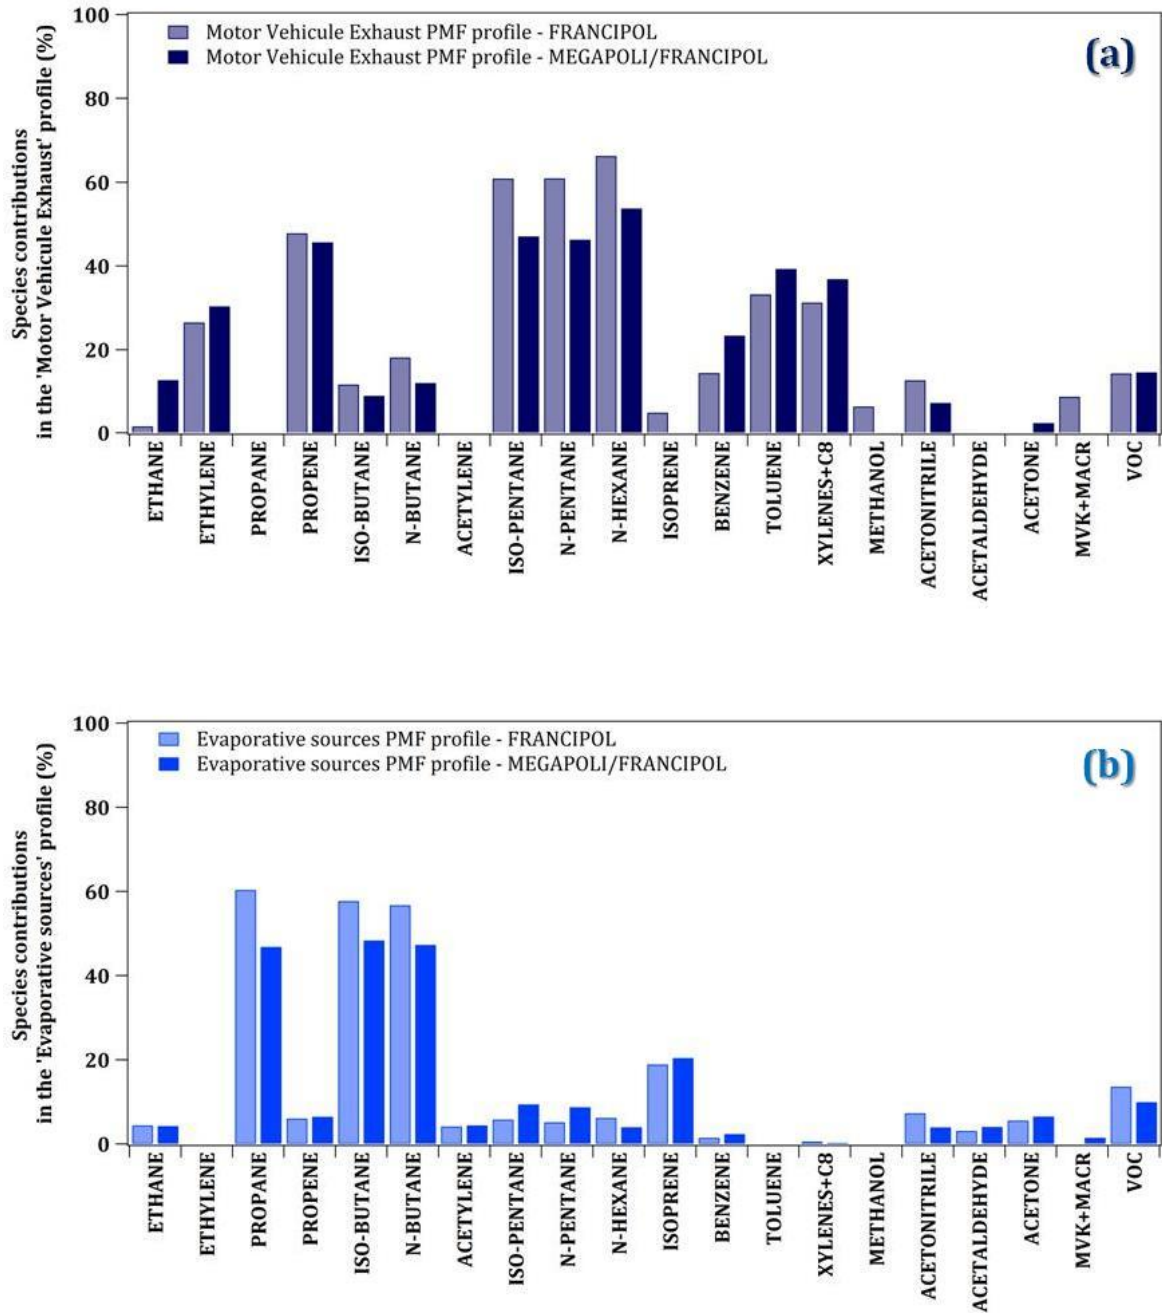 100
80
60
40
20
0
Species contributions
in the 'Motor Vehicule Exhaust' profile (%)
Motor Vehicule Exhaust PMF profile - FRANCIPOL
Motor Vehicule Exhaust PMF profile - MEGAPOLI/FRANCIPOL
(a)
ETHANE
ETHYLENE
PROPANE
PROPENE
ISO-BUTANE
N-BUTANE
ACETYLENE
ISO-PENTANE
N-PENTANE
N-HEXANE
ISOPRENE
BENZENE
TOLUENE
XYLENES+C8
METHANOL
ACETONITRILE
ACETALDEHYDE
ACETONE
MVK+MACR
VOC
100
80
60
40
20
0
Species contributions
in the 'Evaporative sources' profile (%)
Evaporative sources PMF profile - FRANCIPOL
Evaporative sources PMF profile - MEGAPOLI/FRANCIPOL
(b)
ETHANE
ETHYLENE
PROPANE
PROPENE
ISO-BUTANE
N-BUTANE
ACETYLENE
ISO-PENTANE
N-PENTANE
N-HEXANE
ISOPRENE
BENZENE
TOLUENE
XYLENES+C8
METHANOL
ACETONITRILE
ACETALDEHYDE
ACETONE
MVK+MACR
VOC